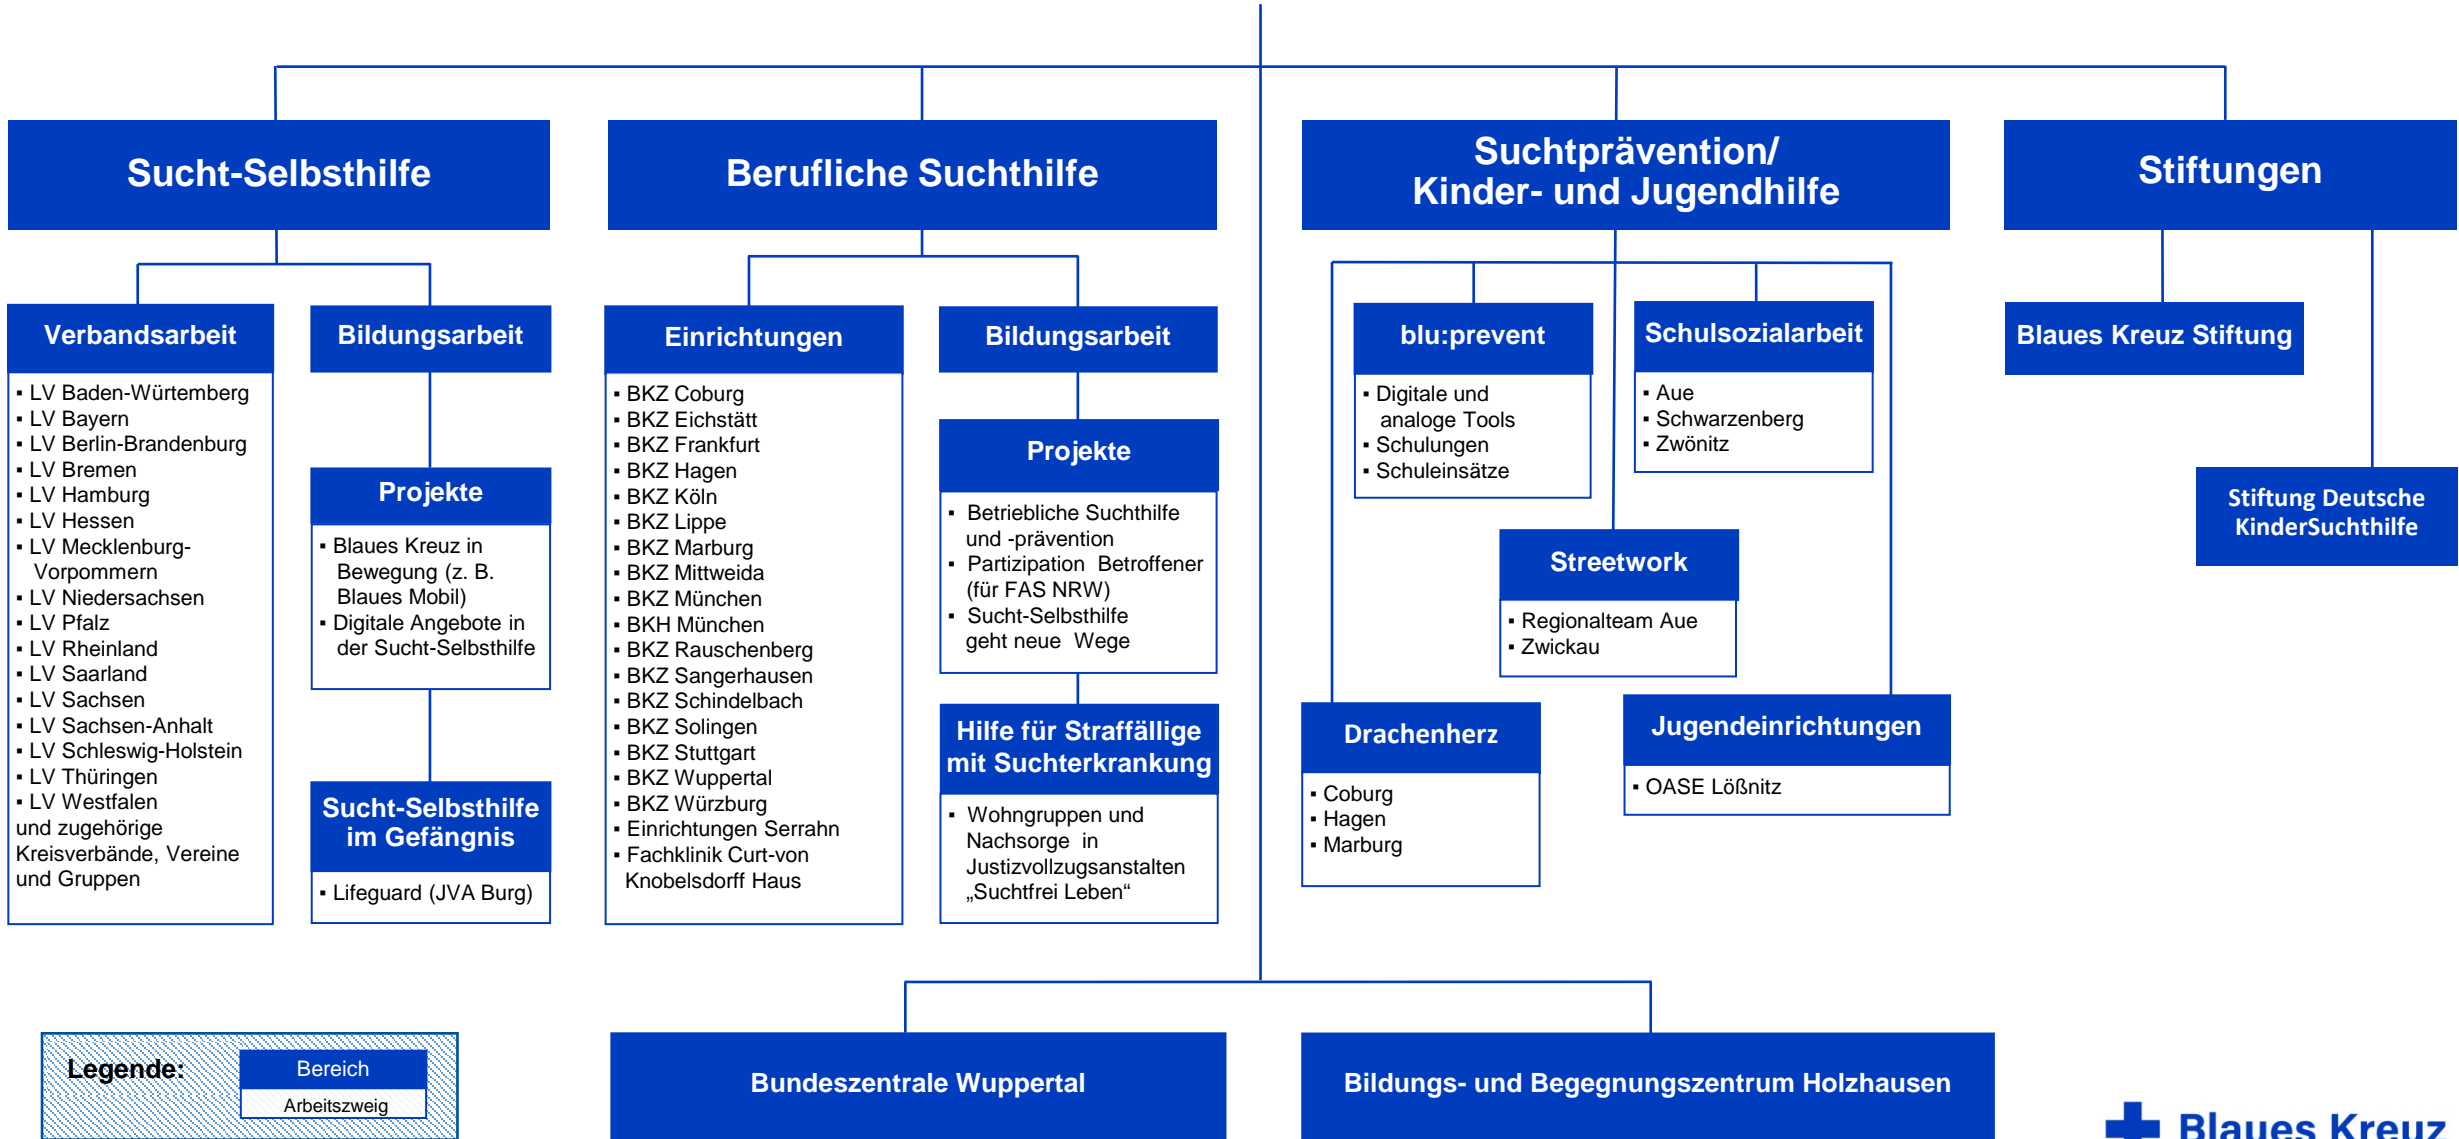 Sucht-Selbsthilfe
Verbandsarbeit
▪ LV Baden-Würtemberg
▪ LV Bayern
▪ LV Berlin-Brandenburg
▪ LV Bremen
▪ LV Hamburg
▪ LV Hessen
▪ LV Mecklenburg-
Vorpommern
▪ LV Niedersachsen
▪ LV Pfalz
▪ LV Rheinland
▪ LV Saarland
▪ LV Sachsen
▪ LV Sachsen-Anhalt
▪ LV Schleswig-Holstein
▪ LV Thüringen
▪ LV Westfalen
und zugehörige
Kreisverbände, Vereine
und Gruppen
Bildungsarbeit
Projekte
▪ Blaues Kreuz in
Bewegung (z. B.
Blaues Mobil)
▪ Digitale Angebote in
der Sucht-Selbsthilfe
Sucht-Selbsthilfe
im Gefängnis
▪ Lifeguard (JVA Burg)
Berufliche Suchthilfe
Einrichtungen
▪ BKZ Coburg
▪ BKZ Eichstätt
▪ BKZ Frankfurt
▪ BKZ Hagen
▪ BKZ Köln
▪ BKZ Lippe
▪ BKZ Marburg
▪ BKZ Mittweida
▪ BKZ München
▪ BKH München
▪ BKZ Rauschenberg
▪ BKZ Sangerhausen
▪ BKZ Schindelbach
▪ BKZ Solingen
▪ BKZ Stuttgart
▪ BKZ Wuppertal
▪ BKZ Würzburg
▪ Einrichtungen Serrahn
▪ Fachklinik Curt-von
Knobelsdorff Haus
Bildungsarbeit
Projekte
▪ Betriebliche Suchthilfe
und -prävention
▪ Partizipation Betroffener
(für FAS NRW)
▪ Sucht-Selbsthilfe
geht neue Wege
Hilfe für Straffällige
mit Suchterkrankung
▪ Wohngruppen und
Nachsorge in
Justizvollzugsanstalten
„Suchtfrei Leben“
Suchtprävention/
Kinder- und Jugendhilfe
blu:prevent
▪ Digitale und
analoge Tools
▪ Schulungen
▪ Schuleinsätze
Schulsozialarbeit
▪ Aue
▪ Schwarzenberg
▪ Zwönitz
Streetwork
▪ Regionalteam Aue
▪ Zwickau
Drachenherz
▪ Coburg
▪ Hagen
▪ Marburg
Jugendeinrichtungen
▪ OASE Lößnitz
Stiftungen
Blaues Kreuz Stiftung
Stiftung Deutsche
KinderSuchthilfe
Legende:
Bereich
Arbeitszweig
Bundeszentrale Wuppertal
Bildungs- und Begegnungszentrum Holzhausen
Blaues Kreuz